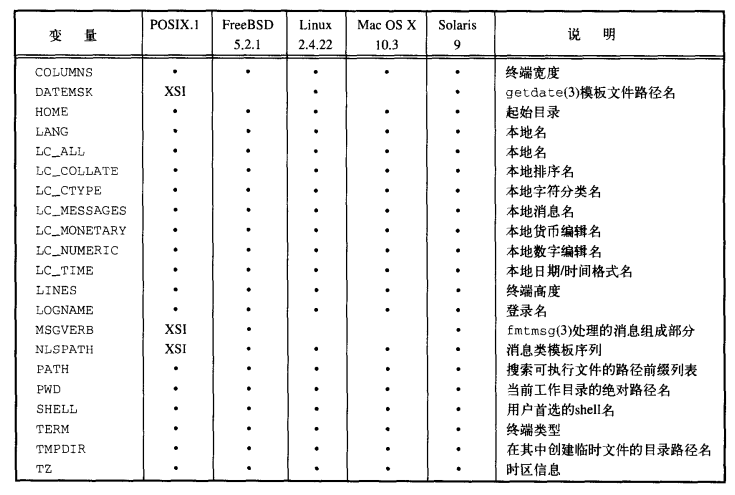 变 量 POSIX.1 FreeBSD 5.2.1 Linux 2.4.22 Mac OS X 10.3 Solaris 9 说 明
COLUMNS • • • • • 终端宽度
DATEMSK XSI • • getdate(3)模板文件路径名
HOME • • • • • 起始目录
LANG • • • • • 本地名
LC_ALL • • • • • 本地名
LC_COLLATE • • • • • 本地排序名
LC_CTYPE • • • • • 本地字符分类名
LC_MESSAGES • • • • • 本地消息名
LC_MONETARY • • • • • 本地货币编辑名
LC_NUMERIC • • • • • 本地数字编辑名
LC_TIME • • • • • 本地日期/时间格式名
LINES • • • • • 终端高度
LOGNAME • • • • • 登录名
MSGVERB XSI • • fmtmsg(3)处理的消息组成部分
NLSPATH XSI • • • • 消息类模板序列
PATH • • • • • 搜索可执行文件的路径前缀列表
PWD • • • • • 当前工作目录的绝对路径名
SHELL • • • • • 用户首选的shell名
TERM • • • • • 终端类型
TMPDIR • • • • • 在其中创建临时文件的目录路径名
TZ • • • • • 时区信息